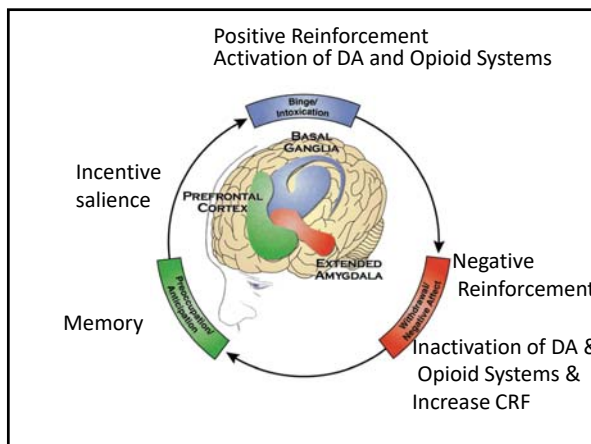 Positive Reinforcement
Activation of DA and Opioid Systems
Binge/
Intoxication
BASAL
GANGLIA
Incentive
salience
PREFRONTAL
CORTEX
EXTENDED
AMYGDALA
Negative
Reinforcement
Withdrawal/
Negative Affect
Preoccupation/
Anticipation
Memory
Inactivation of DA &
Opioid Systems &
Increase CRF